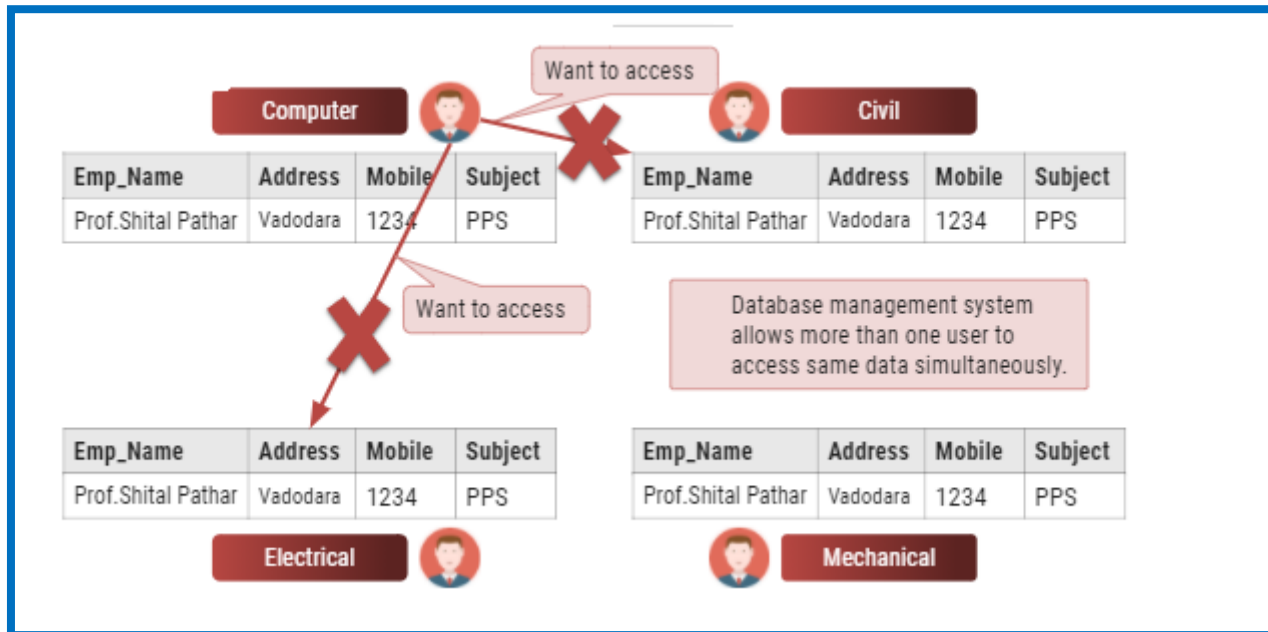 Want to access
Computer
Civil
Emp_Name Address Mobile Subject
Prof.Shital Pathar Vadodara 1234 PPS
Emp_Name Address Mobile Subject
Prof.Shital Pathar Vadodara 1234 PPS
Want to access
Database management system
allows more than one user to
access same data simultaneously.
Emp_Name Address Mobile Subject
Prof.Shital Pathar Vadodara 1234 PPS
Emp_Name Address Mobile Subject
Prof.Shital Pathar Vadodara 1234 PPS
Electrical
Mechanical